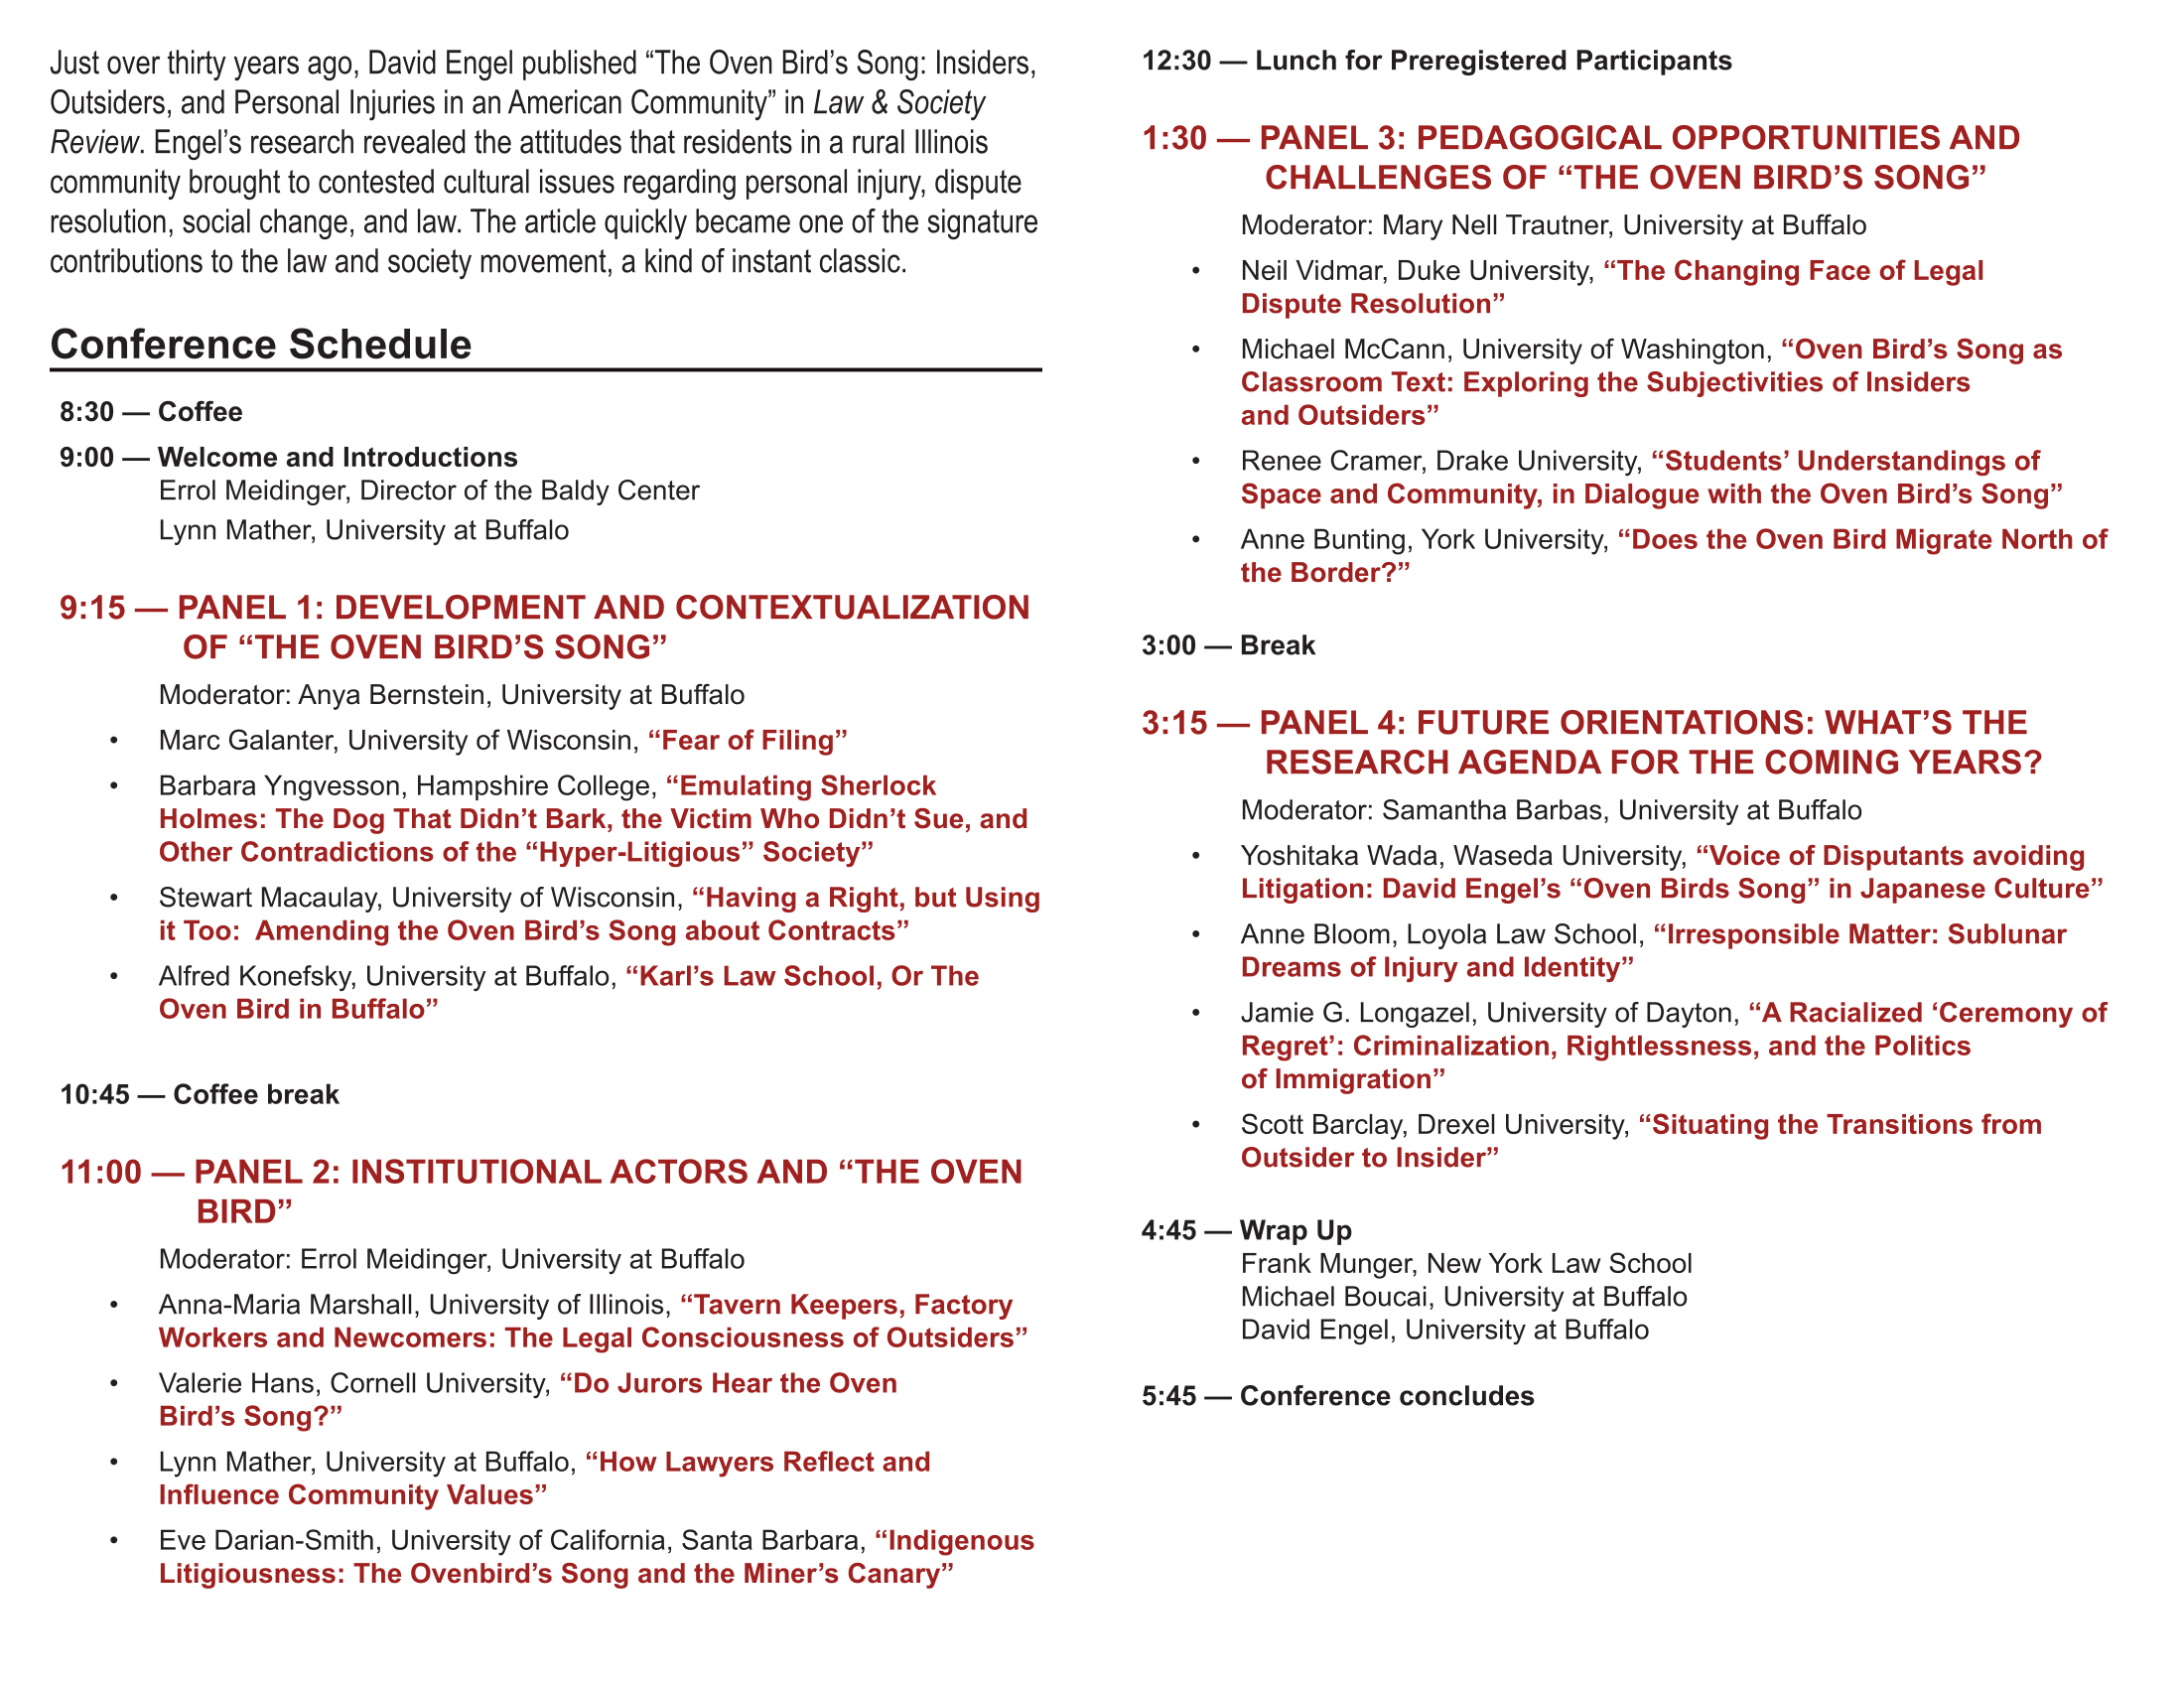 Just over thirty years ago, David Engel published “The Oven Bird’s Song: Insiders,
Outsiders, and Personal Injuries in an American Community” in Law & Society
Review. Engel’s research revealed the attitudes that residents in a rural Illinois
community brought to contested cultural issues regarding personal injury, dispute
resolution, social change, and law. The article quickly became one of the signature
contributions to the law and society movement, a kind of instant classic.
Conference Schedule
8:30 — Coffee
9:00 — Welcome and Introductions
Errol Meidinger, Director of the Baldy Center
Lynn Mather, University at Buffalo
9:15 — PANEL 1: DEVELOPMENT AND CONTEXTUALIZATION
OF “THE OVEN BIRD’S SONG”
Moderator: Anya Bernstein, University at Buffalo
• Marc Galanter, University of Wisconsin, “Fear of Filing”
• Barbara Yngvesson, Hampshire College, “Emulating Sherlock
Holmes: The Dog That Didn’t Bark, the Victim Who Didn’t Sue, and
Other Contradictions of the “Hyper-Litigious” Society”
• Stewart Macaulay, University of Wisconsin, “Having a Right, but Using
it Too:  Amending the Oven Bird’s Song about Contracts”
• Alfred Konefsky, University at Buffalo, “Karl’s Law School, Or The
Oven Bird in Buffalo”
10:45 — Coffee break
11:00 — PANEL 2: INSTITUTIONAL ACTORS AND “THE OVEN
BIRD”
Moderator: Errol Meidinger, University at Buffalo
• Anna-Maria Marshall, University of Illinois, “Tavern Keepers, Factory
Workers and Newcomers: The Legal Consciousness of Outsiders”
• Valerie Hans, Cornell University, “Do Jurors Hear the Oven
Bird’s Song?”
• Lynn Mather, University at Buffalo, “How Lawyers Reflect and
Influence Community Values”
• Eve Darian-Smith, University of California, Santa Barbara, “Indigenous
Litigiousness: The Ovenbird’s Song and the Miner’s Canary”
12:30 — Lunch for Preregistered Participants
1:30 — PANEL 3: PEDAGOGICAL OPPORTUNITIES AND
CHALLENGES OF “THE OVEN BIRD’S SONG”
Moderator: Mary Nell Trautner, University at Buffalo
• Neil Vidmar, Duke University, “The Changing Face of Legal
Dispute Resolution”
• Michael McCann, University of Washington, “Oven Bird’s Song as
Classroom Text: Exploring the Subjectivities of Insiders
and Outsiders”
• Renee Cramer, Drake University, “Students’ Understandings of
Space and Community, in Dialogue with the Oven Bird’s Song”
• Anne Bunting, York University, “Does the Oven Bird Migrate North of
the Border?”
3:00 — Break
3:15 — PANEL 4: FUTURE ORIENTATIONS: WHAT’S THE
RESEARCH AGENDA FOR THE COMING YEARS?
Moderator: Samantha Barbas, University at Buffalo
• Yoshitaka Wada, Waseda University, “Voice of Disputants avoiding
Litigation: David Engel’s “Oven Birds Song” in Japanese Culture”
• Anne Bloom, Loyola Law School, “Irresponsible Matter: Sublunar
Dreams of Injury and Identity”
• Jamie G. Longazel, University of Dayton, “A Racialized ‘Ceremony of
Regret’: Criminalization, Rightlessness, and the Politics
of Immigration”
• Scott Barclay, Drexel University, “Situating the Transitions from
Outsider to Insider”
4:45 — Wrap Up
Frank Munger, New York Law School
Michael Boucai, University at Buffalo
David Engel, University at Buffalo
5:45 — Conference concludes